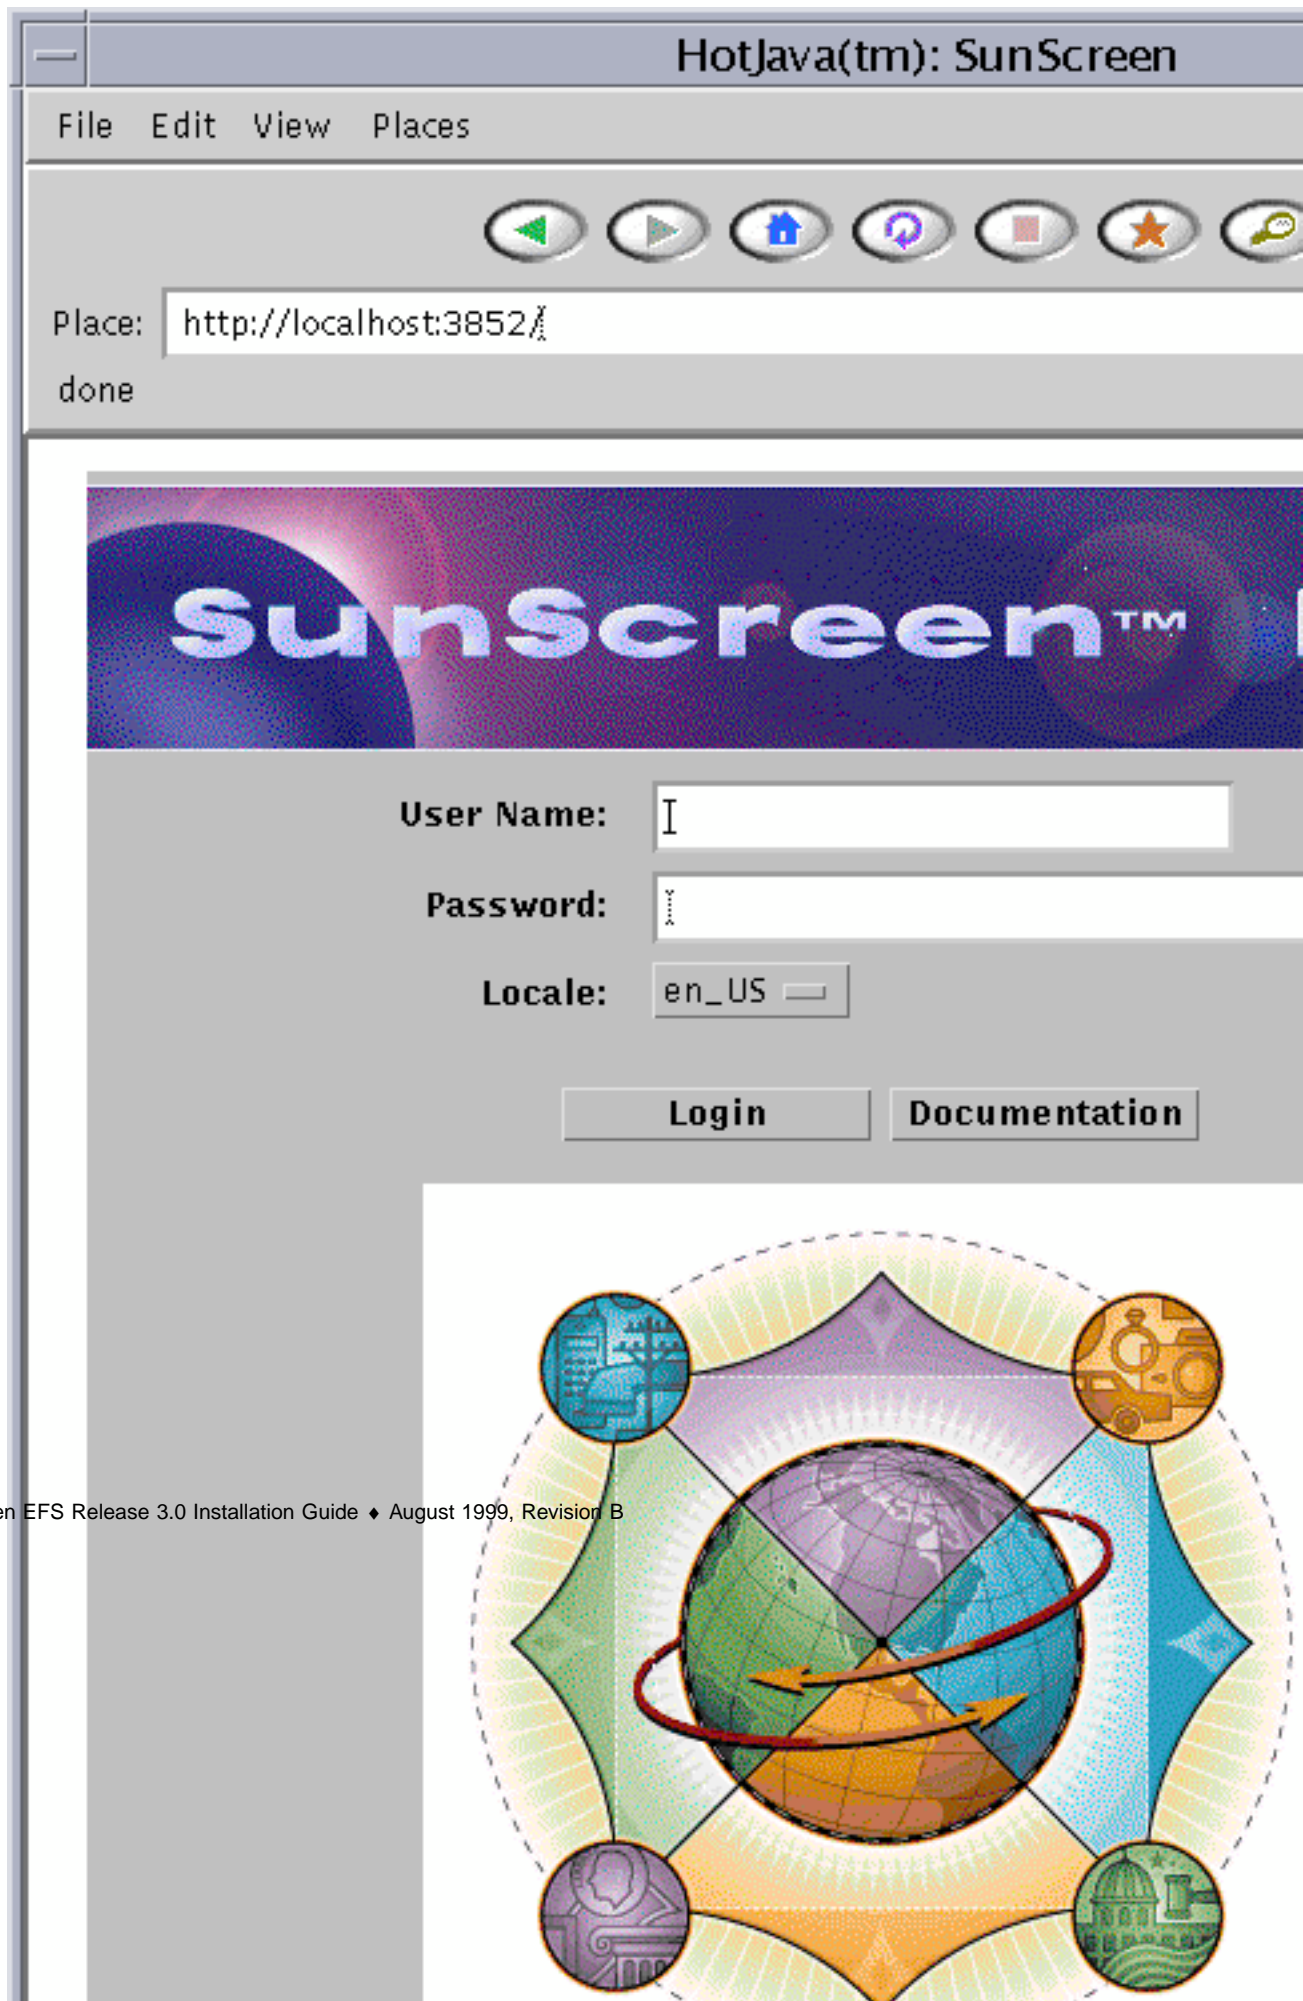 HotJava(tm): SunScreen
File Edit View Places
Place: http://localhost:3852/
done
SunScreen™
User Name:
Password:
Locale: en_US
Login Documentation
EFS Release 3.0 Installation Guide ♦ August 1999, Revision B